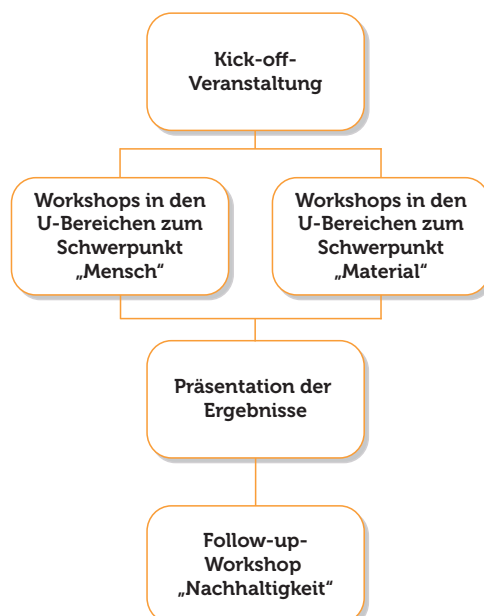 Kick-off-
Veranstaltung
Workshops in den
U-Bereichen zum
Schwerpunkt
„Mensch“
Workshops in den
U-Bereichen zum
Schwerpunkt
„Material“
Präsentation der
Ergebnisse
Follow-up-
Workshop
„Nachhaltigkeit“